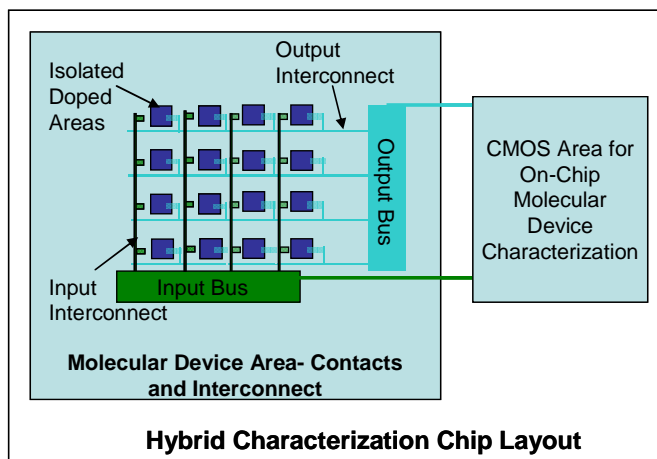 Isolated
Doped
Areas
Output
Interconnect
Output Bus
CMOS Area for
On-Chip
Molecular
Device
Characterization
Input
Interconnect
Input Bus
Molecular Device Area- Contacts
and Interconnect
Hybrid Characterization Chip Layout